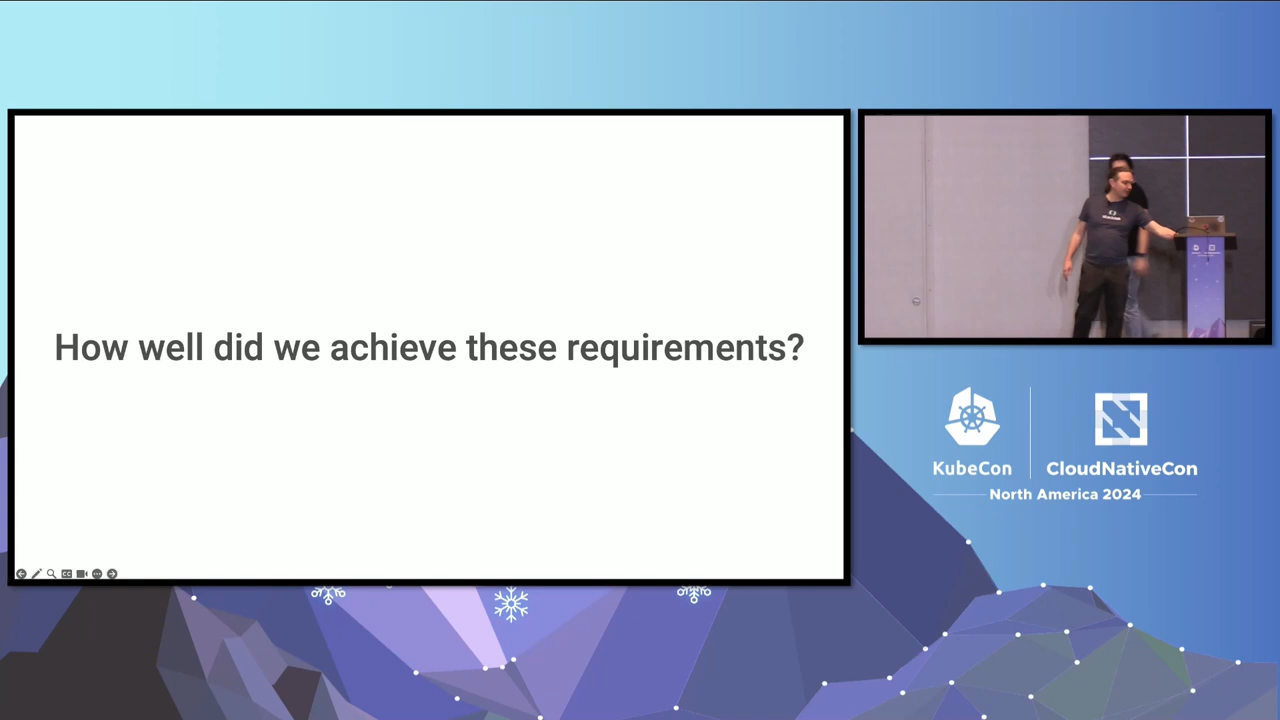 How well did we achieve these requirements?
KubeCon
CloudNativeCon
North America 2024